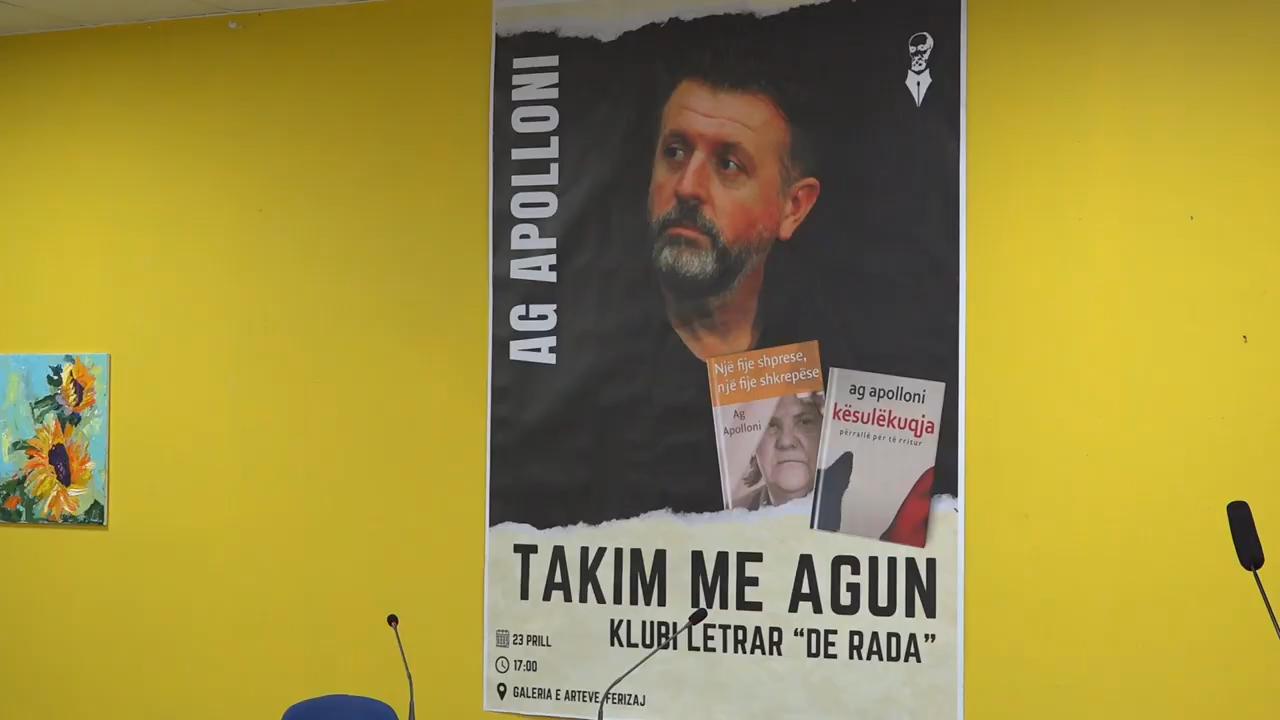 AG APOLLONI
Një fije shprese,
një fije shkrepëse
Ag
Apolloni
ag apolloni
kësulëkuqja
përrallë për të rritur
TAKIM ME AGUN
KLUBI LETRAR “DE RADA”
23 PRILL
17:00
GALERIA E ARTEVE, FERIZAJ